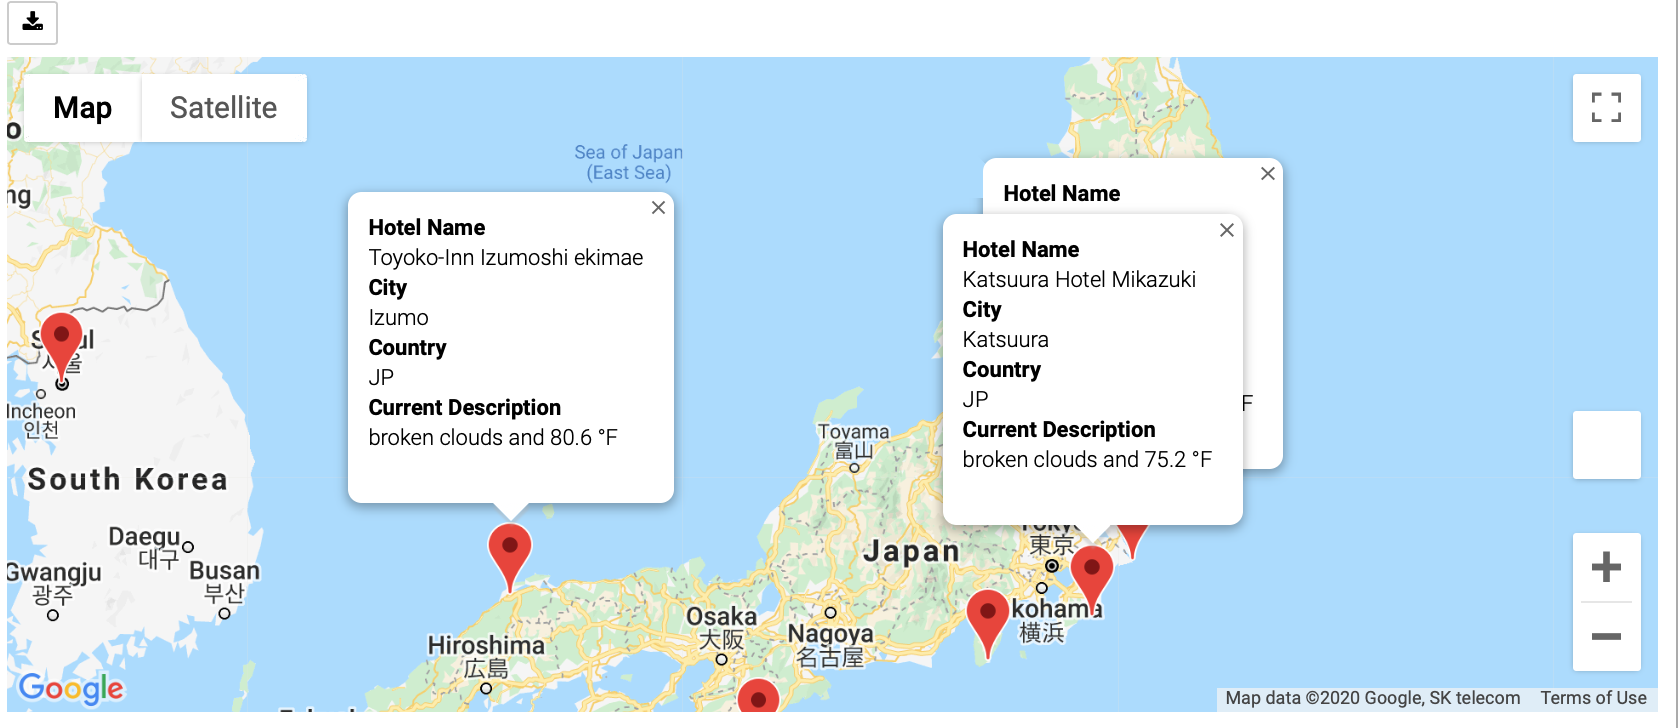 Map
Satellite
Sea of Japan
(East Sea)
ng
Hotel Name
Toyoko-Inn Izumoshi ekimae
City
Izumo
Country
JP
Current Description
broken clouds and 80.6 °F
Hotel Name
F
Hotel Name
Katsuura Hotel Mikazuki
City
Katsuura
Country
JP
Current Description
broken clouds and 75.2 °F
Incheon
인천
South Korea
Daegu
대구
Gwangju
광주
Busan
부산
Toyama
富山
Japan
東京
kohama
横浜
Osaka
大阪
Nagoya
名古屋
Hiroshima
広島
Google
Map data ©2020 Google, SK telecom
Terms of Use